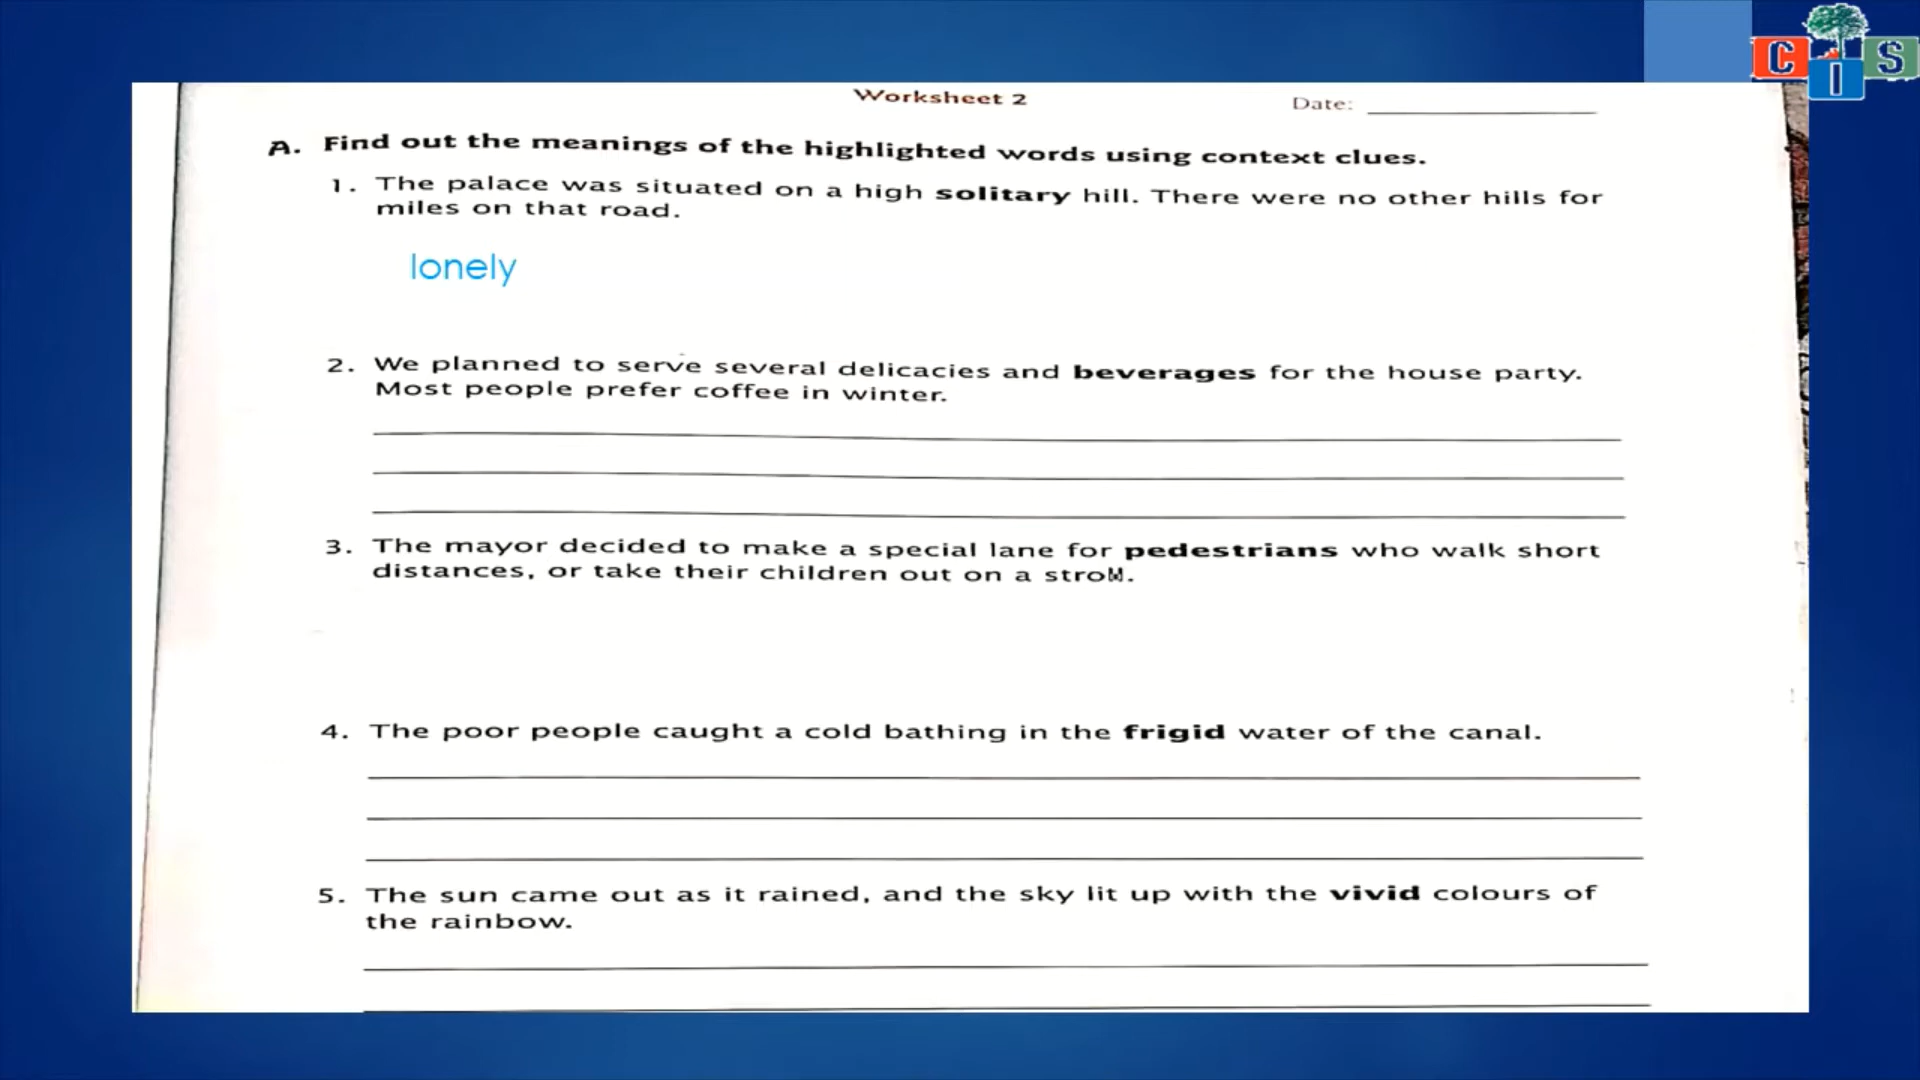 C I S
Worksheet 2
Date:
A. Find out the meanings of the highlighted words using context clues.
1. The palace was situated on a high solitary hill. There were no other hills for
miles on that road.
lonely
2. We planned to serve several delicacies and beverages for the house party.
Most people prefer coffee in winter.
3. The mayor decided to make a special lane for pedestrians who walk short
distances, or take their children out on a stroll.
4. The poor people caught a cold bathing in the frigid water of the canal.
5. The sun came out as it rained, and the sky lit up with the vivid colours of
the rainbow.